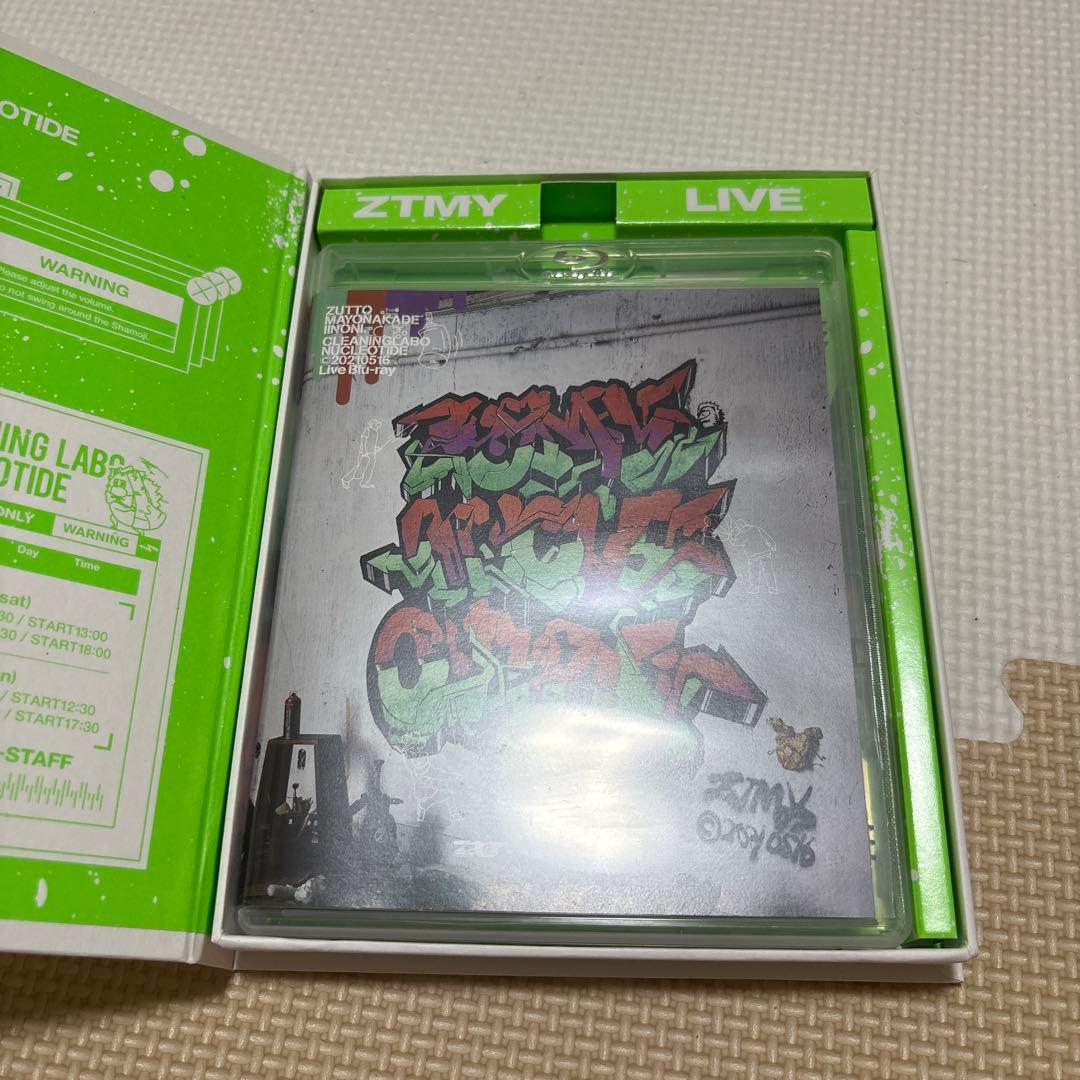 OTIDE
WARNING
Please adjust the volume.
o not swing around the Shamoji.
NING LABO
OTIDE
ONLY
WARNING
Day
Time
sat)
30 / START13:00
30 / START18:00
n)
/ START12:30
/ START17:30
-STAFF
ZTMY
LIVE
ZUTTO
MAYONAKADE
IINONI.
CLEANINGLABO
NUCLEOTIDE
©20210516
Live Blu-ray
ZTMY